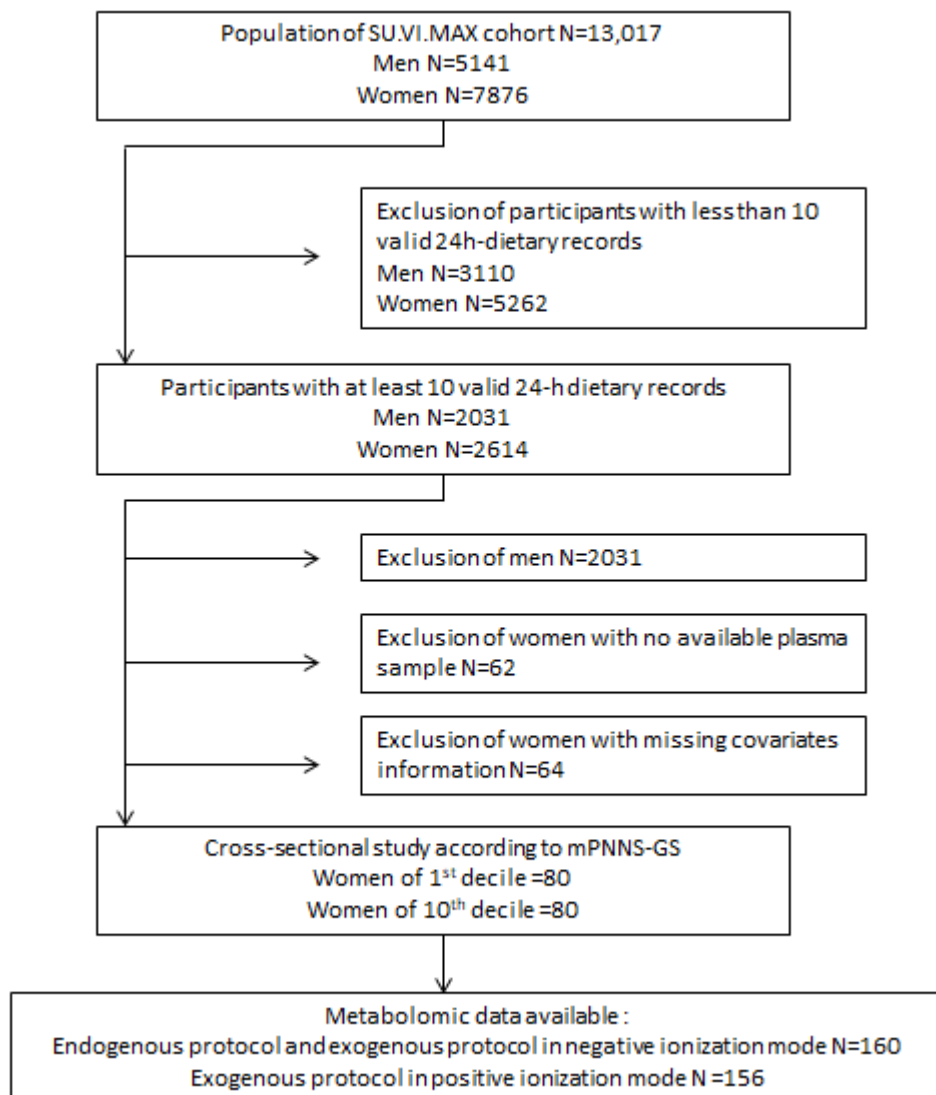 Population of SU.VI.MAX cohort N=13,017
Men N=5141
Women N=7876
Exclusion of participants with less than 10
valid 24h-dietary records
Men N=3110
Women N=5262
Participants with at least 10 valid 24-h dietary records
Men N=2031
Women N=2614
Exclusion of men N=2031
Exclusion of women with no available plasma
sample N=62
Exclusion of women with missing covariates
information N=64
Cross-sectional study according to mPNNS-GS
Women of 1st decile =80
Women of 10th decile =80
Metabolomic data available :
Endogenous protocol and exogenous protocol in negative ionization mode N=160
Exogenous protocol in positive ionization mode N =156